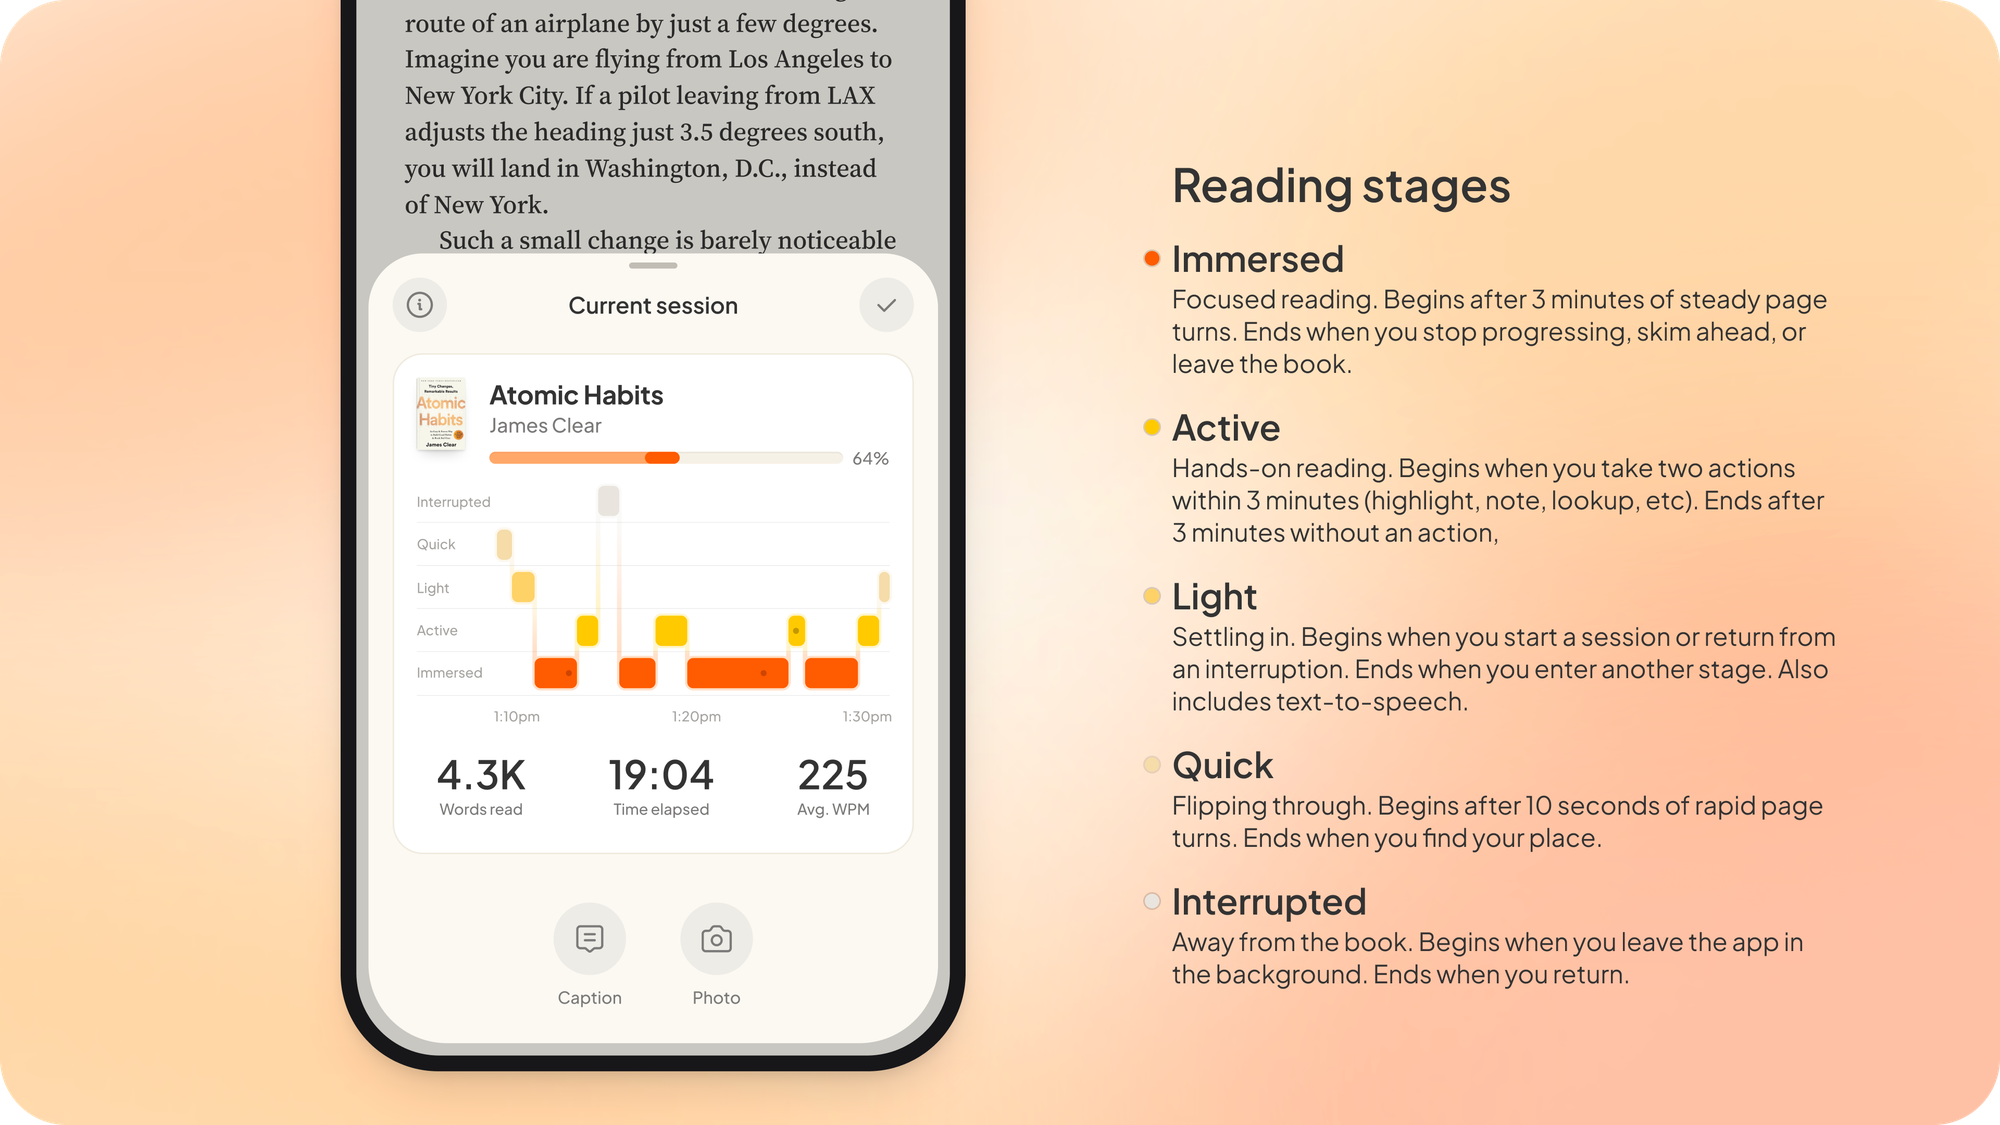 route of an airplane by just a few degrees.
Imagine you are flying from Los Angeles to
New York City. If a pilot leaving from LAX
adjusts the heading just 3.5 degrees south,
you will land in Washington, D.C., instead
of New York.
Such a small change is barely noticeable
Current session
Tiny Changes,
Remarkable Results
Atomic
Habits
James Clear
Atomic Habits
James Clear
64%
Interrupted
Quick
Light
Active
Immersed
1:10pm
1:20pm
1:30pm
4.3K
Words read
19:04
Time elapsed
225
Avg. WPM
Caption
Photo
Reading stages
Immersed
Focused reading. Begins after 3 minutes of steady page
turns. Ends when you stop progressing, skim ahead, or
leave the book.
Active
Hands-on reading. Begins when you take two actions
within 3 minutes (highlight, note, lookup, etc). Ends after
3 minutes without an action,
Light
Settling in. Begins when you start a session or return from
an interruption. Ends when you enter another stage. Also
includes text-to-speech.
Quick
Flipping through. Begins after 10 seconds of rapid page
turns. Ends when you find your place.
Interrupted
Away from the book. Begins when you leave the app in
the background. Ends when you return.